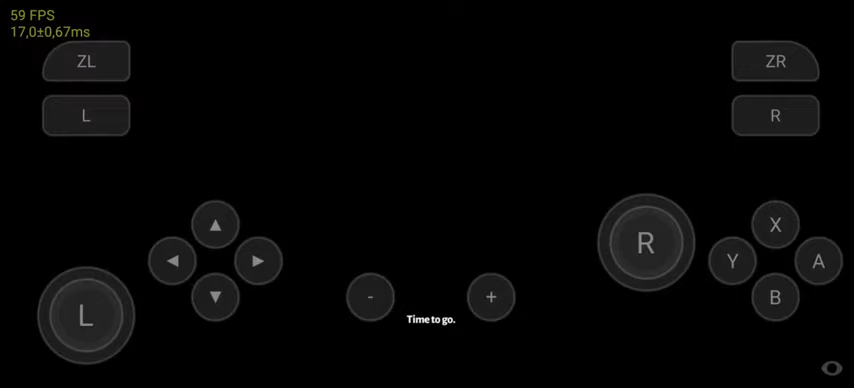 59 FPS
17,0±0,67ms
ZL
ZR
L
R
R
X
Y
A
L
-
+
B
Time to go.